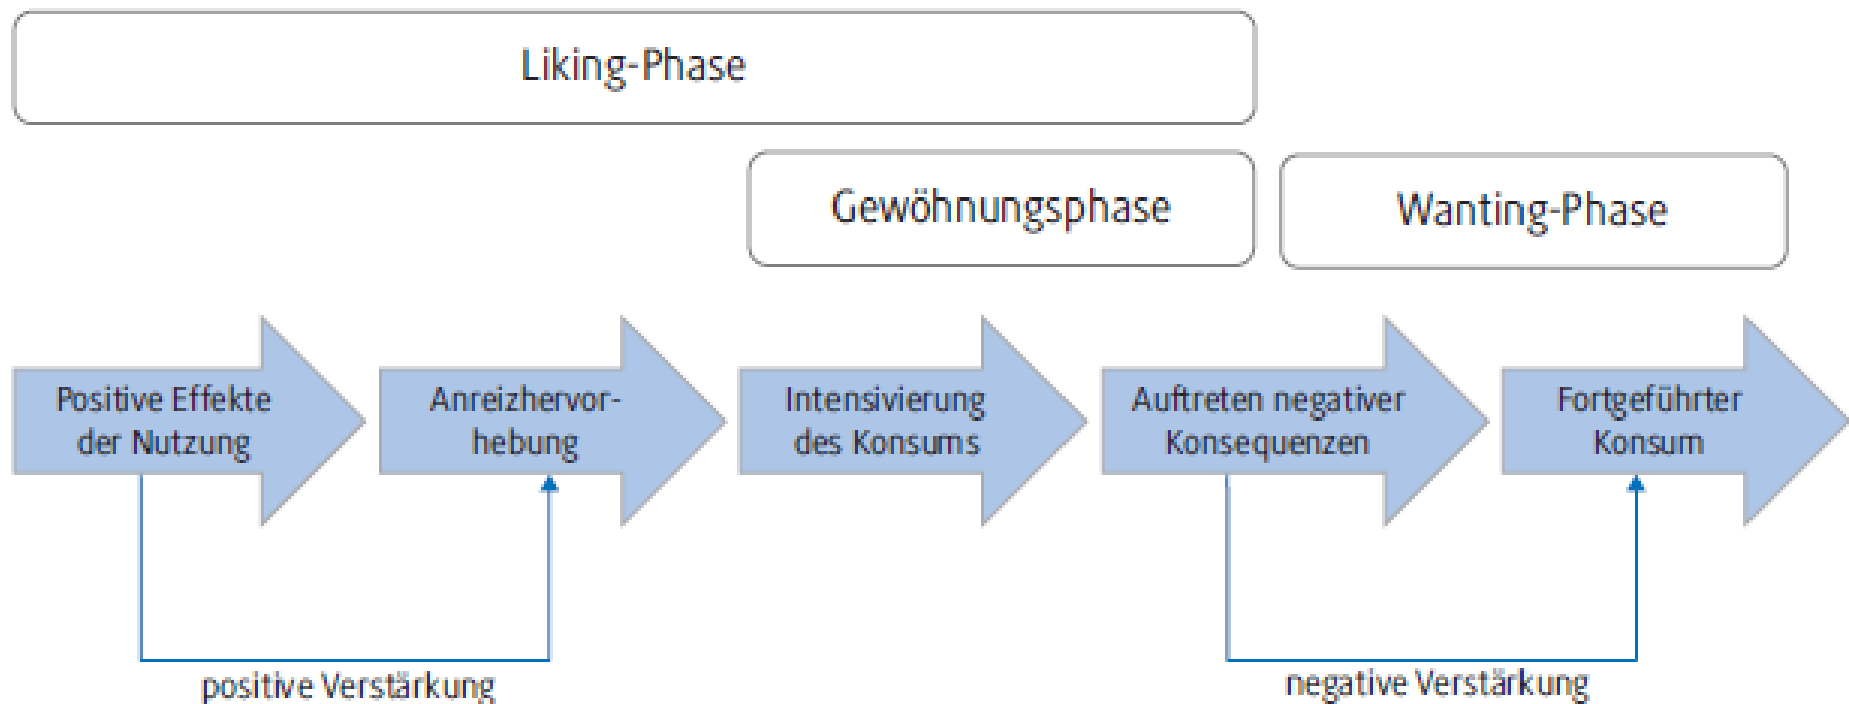 Liking-Phase
Gewöhnungsphase
Wanting-Phase
Positive Effekte
der Nutzung
Anreizhervor-
hebung
Intensivierung
des Konsums
Auftreten negativer
Konsequenzen
Fortgeführter
Konsum
positive Verstärkung
negative Verstärkung